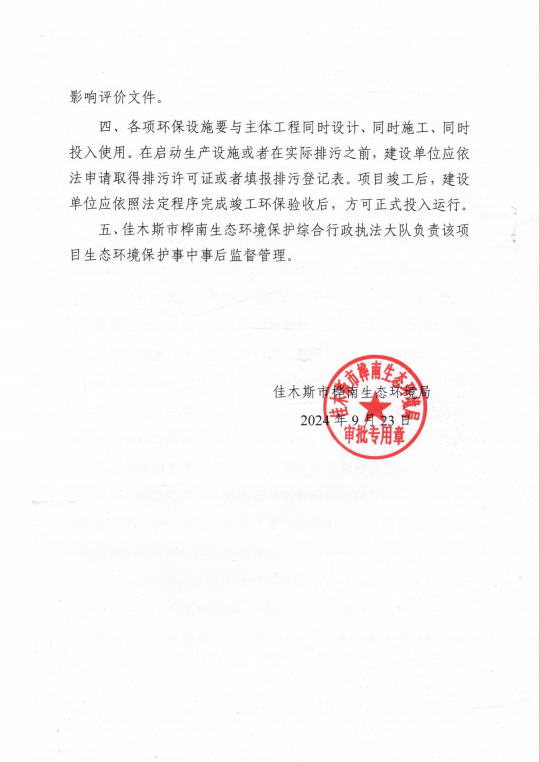 影响评价文件。
四、各项环保设施要与主体工程同时设计、同时施工、同时
投入使用。在启动生产设施或者在实际排污之前，建设单位应依
法申请取得排污许可证或者填报排污登记表。项目竣工后，建设
单位应依照法定程序完成竣工环保验收后，方可正式投入运行。
五、佳木斯市桦南生态环境保护综合行政执法大队负责该项
目生态环境保护事中事后监督管理。
佳木斯市桦南生态环境局
2024 年 9 月 23 日
佳木斯市桦南生态环境局
审批专用章